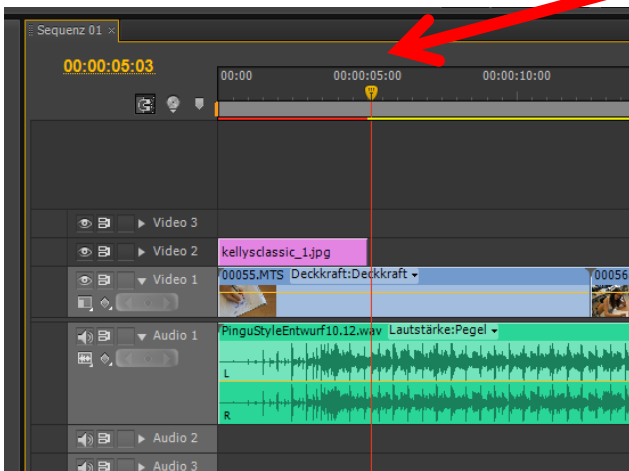 Sequenz 01 ×
00:00:05:03
00:00 00:00:05:00 00:00:10:00
Video 3
Video 2 kellysclassic_1.jpg
Video 1 00055.MTS Deckkraft:Deckkraft 00056
Audio 1 PinguStyleEntwurf10.12.wav Lautstärke:Pegel
L
R
Audio 2
Audio 3